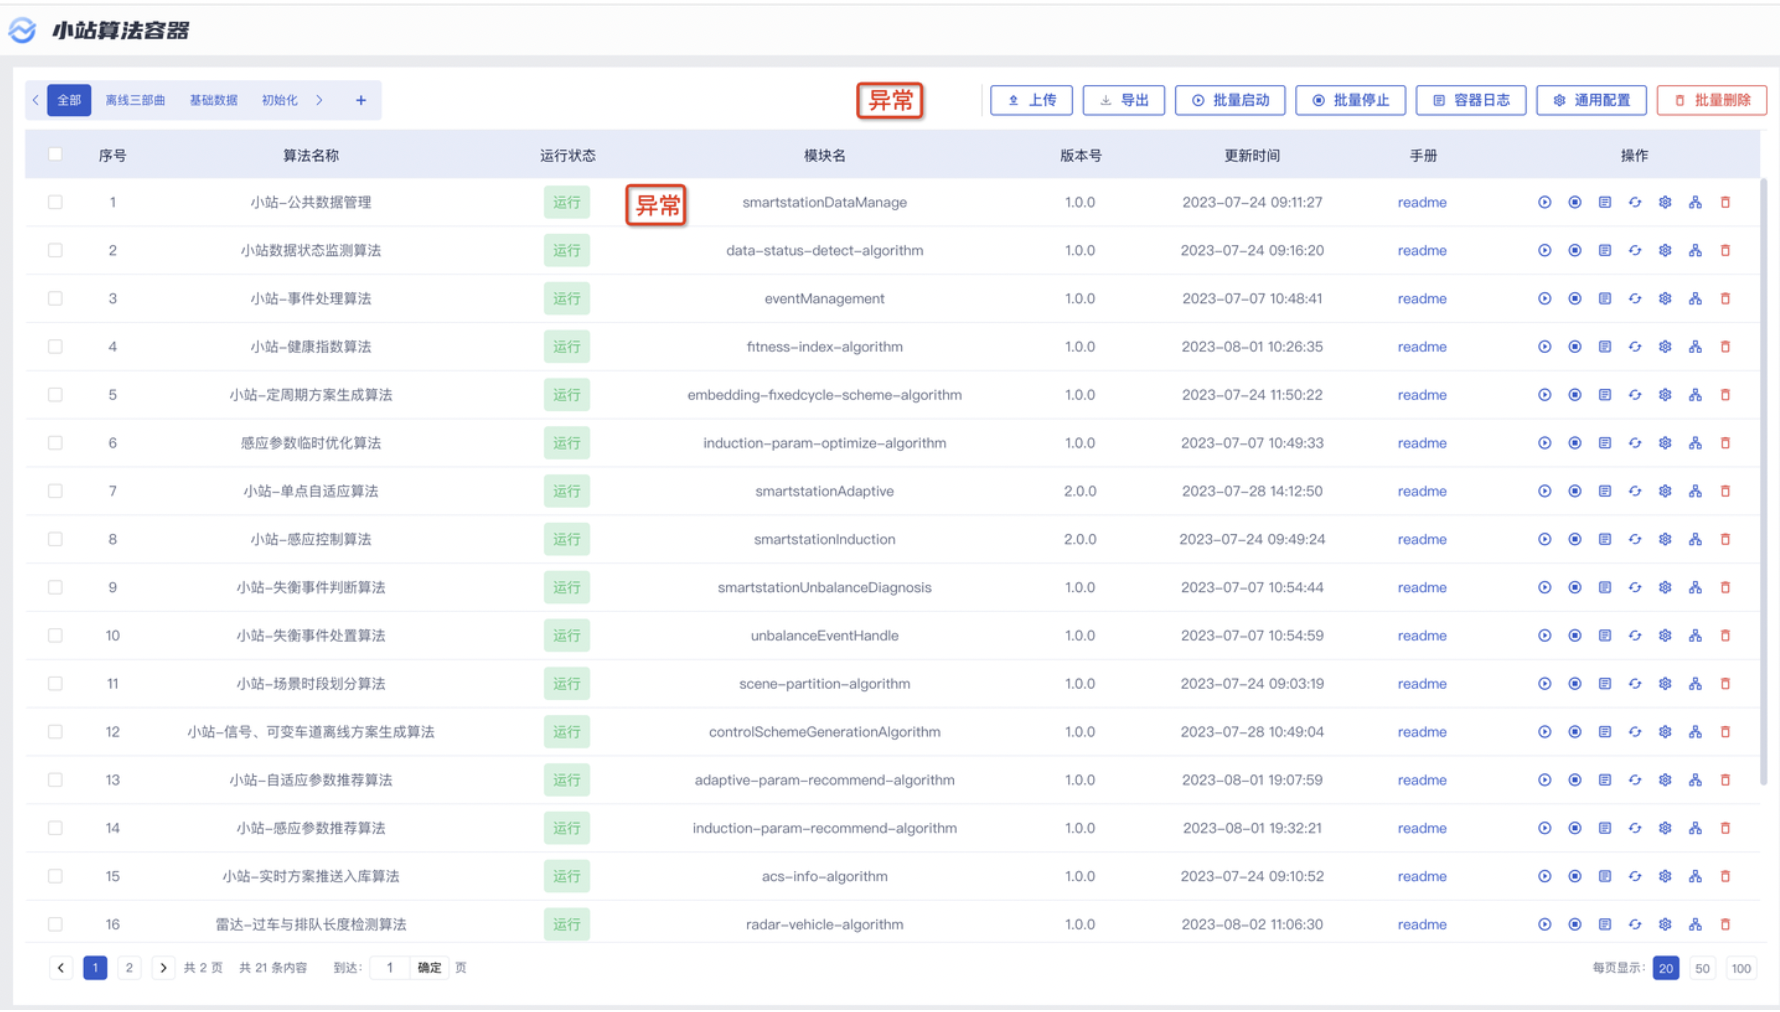 小站算法容器
全部 离线三部曲 基础数据 初始化 异常 上传 导出 批量启动 批量停止 容器日志 通用配置 批量删除
序号 算法名称 运行状态 模块名 版本号 更新时间 手册 操作
1 小站-公共数据管理 运行 异常 smartstationDataManage 1.0.0 2023-07-24 09:11:27 readme
2 小站数据状态监测算法 运行 data-status-detect-algorithm 1.0.0 2023-07-24 09:16:20 readme
3 小站-事件处理算法 运行 eventManagement 1.0.0 2023-07-07 10:48:41 readme
4 小站-健康指数算法 运行 fitness-index-algorithm 1.0.0 2023-08-01 10:26:35 readme
5 小站-定周期方案生成算法 运行 embedding-fixedcycle-scheme-algorithm 1.0.0 2023-07-24 11:50:22 readme
6 感应参数临时优化算法 运行 induction-param-optimize-algorithm 1.0.0 2023-07-07 10:49:33 readme
7 小站-单点自适应算法 运行 smartstationAdaptive 2.0.0 2023-07-28 14:12:50 readme
8 小站-感应控制算法 运行 smartstationInduction 2.0.0 2023-07-24 09:49:24 readme
9 小站-失衡事件判断算法 运行 smartstationUnbalanceDiagnosis 1.0.0 2023-07-07 10:54:44 readme
10 小站-失衡事件处置算法 运行 unbalanceEventHandle 1.0.0 2023-07-07 10:54:59 readme
11 小站-场景时段划分算法 运行 scene-partition-algorithm 1.0.0 2023-07-24 09:03:19 readme
12 小站-信号、可变车道离线方案生成算法 运行 controlSchemeGenerationAlgorithm 1.0.0 2023-07-28 10:49:04 readme
13 小站-自适应参数推荐算法 运行 adaptive-param-recommend-algorithm 1.0.0 2023-08-01 19:07:59 readme
14 小站-感应参数推荐算法 运行 induction-param-recommend-algorithm 1.0.0 2023-08-01 19:32:21 readme
15 小站-实时方案推送入库算法 运行 acs-info-algorithm 1.0.0 2023-07-24 09:10:52 readme
16 雷达-过车与排队长度检测算法 运行 radar-vehicle-algorithm 1.0.0 2023-08-02 11:06:30 readme
1 2 共 2 页 共 21 条内容 到达: 1 确定 页 每页显示: 20 50 100